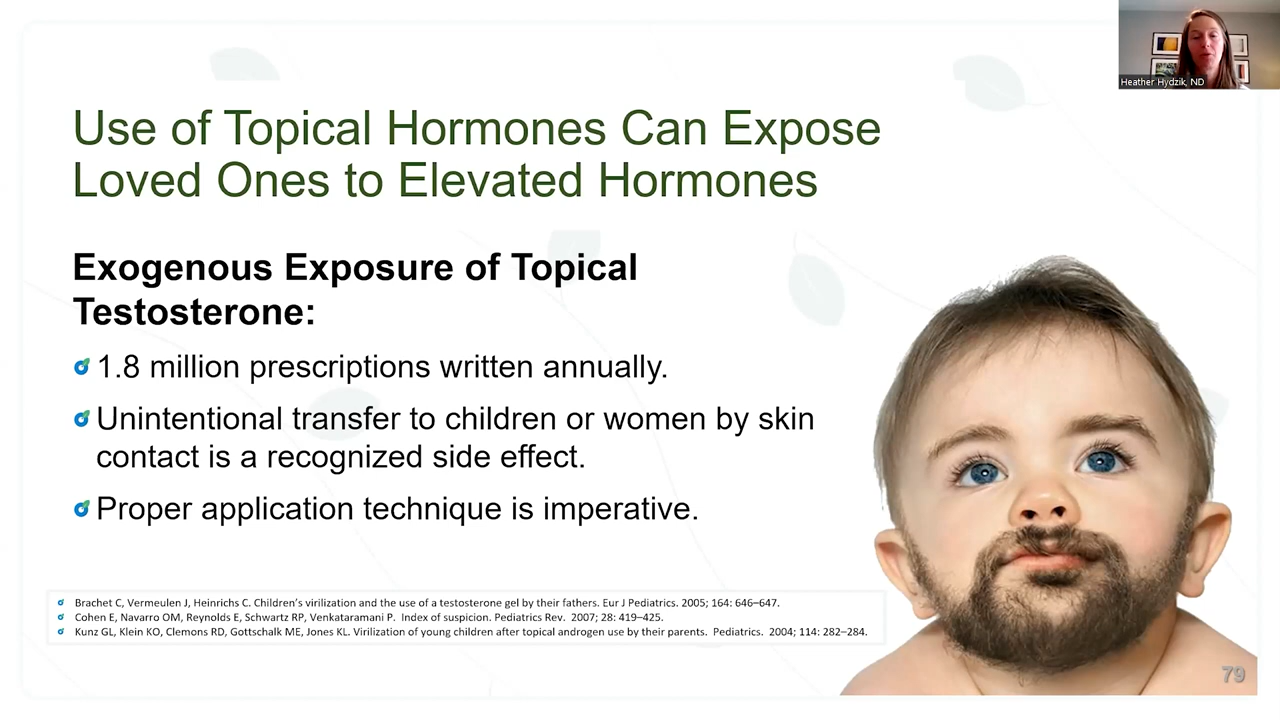 Heather Hydzik, ND
Use of Topical Hormones Can Expose
Loved Ones to Elevated Hormones
Exogenous Exposure of Topical
Testosterone:
1.8 million prescriptions written annually.
Unintentional transfer to children or women by skin
contact is a recognized side effect.
Proper application technique is imperative.
Brachet C, Vermeulen J, Heinrichs C. Children’s virilization and the use of a testosterone gel by their fathers. Eur J Pediatrics. 2005; 164: 646–647.
Cohen E, Navarro OM, Reynolds E, Schwartz RP, Venkataramani P. Index of suspicion. Pediatrics Rev. 2007; 28: 419–425.
Kunz GL, Klein KO, Clemons RD, Gottschalk ME, Jones KL. Virilization of young children after topical androgen use by their parents. Pediatrics. 2004; 114: 282–284.
79